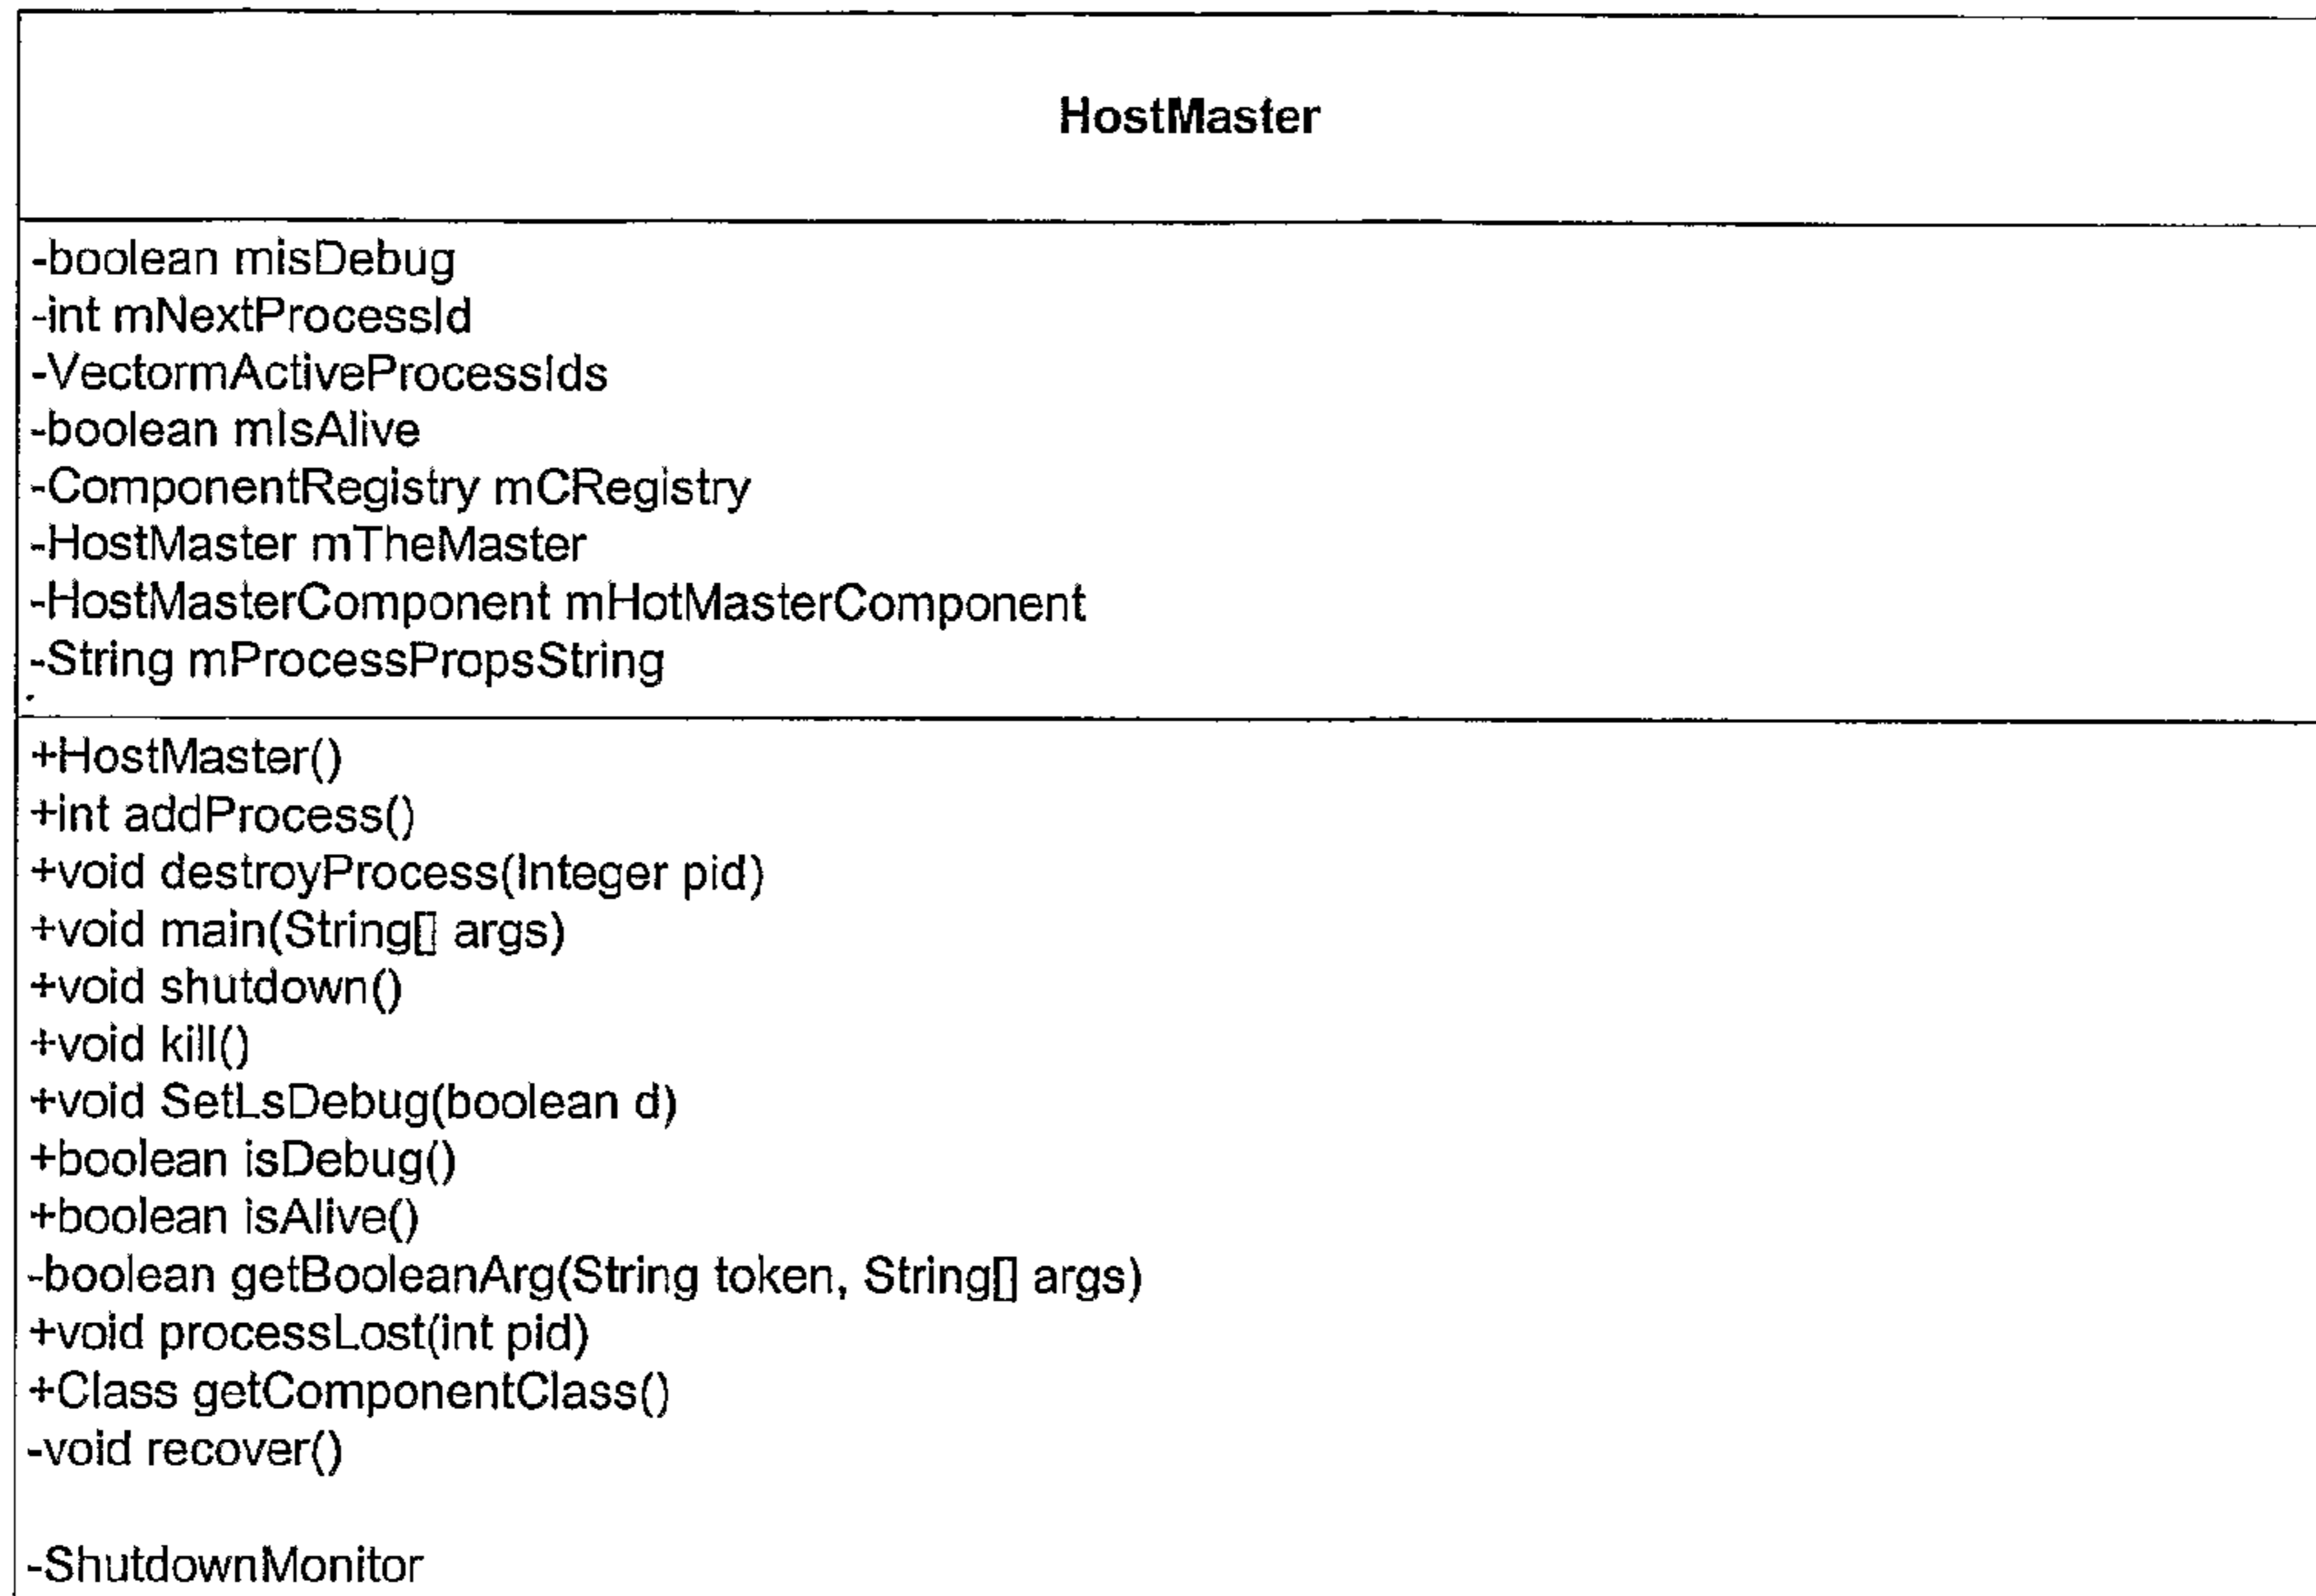 HostMaster
-boolean misDebug
-int mNextProcessId
-VectormActiveProcessIds
-boolean mIsAlive
-ComponentRegistry mCRegistry
-HostMaster mTheMaster
-HostMasterComponent mHotMasterComponent
-String mProcessPropsString
+HostMaster()
+int addProcess()
+void destroyProcess(Integer pid)
+void main(String[] args)
+void shutdown()
+void kill()
+void SetLsDebug(boolean d)
+boolean isDebug()
+boolean isAlive()
-boolean getBooleanArg(String token, String[] args)
+void processLost(int pid)
+Class getComponentClass()
-void recover()
-ShutdownMonitor